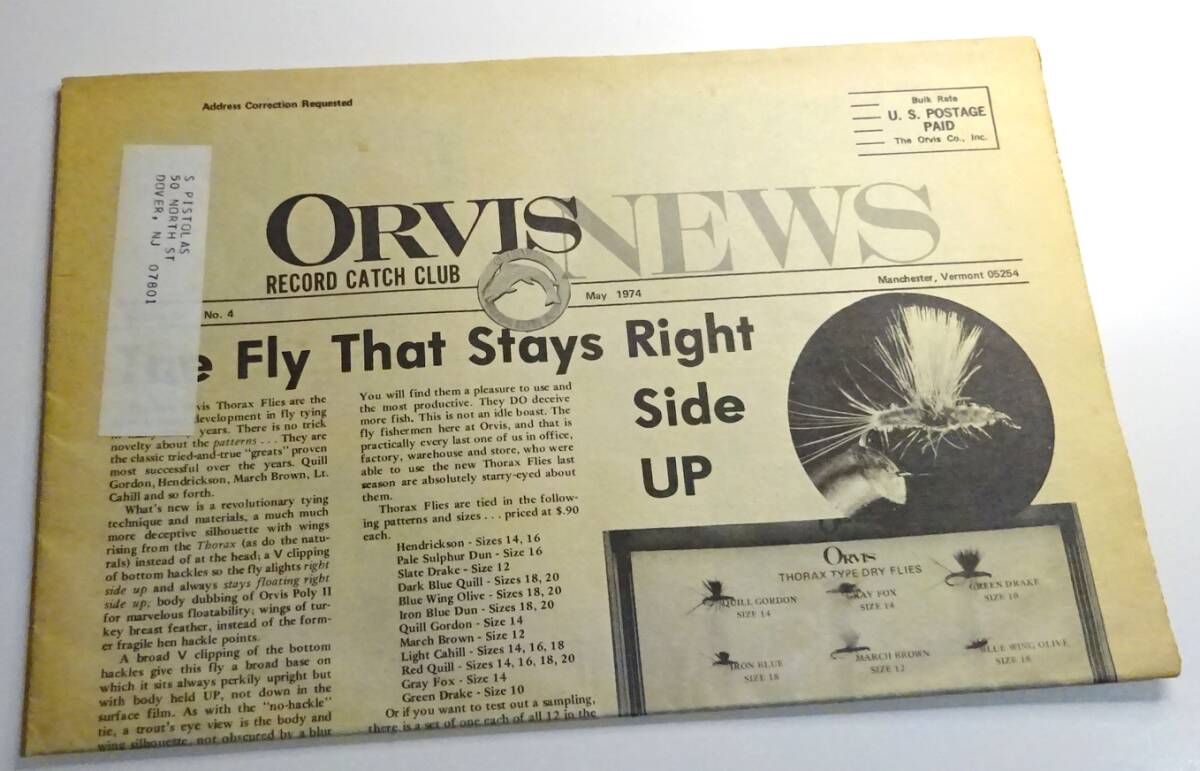 Address Correction Requested
Bulk Rate
U. S. POSTAGE
PAID
The Orvis Co., Inc.
S PISTOLAS
50 NORTH ST
DOVER, NJ 07801
ORVIS NEWS
RECORD CATCH CLUB
No. 4
May 1974
Manchester, Vermont 05254
Fly That Stays Right
Side
UP
vis Thorax Flies are the
development in fly tying
years. There is no trick
novelty about the patterns . . . They are
the classic tried-and-true "greats" proven
most successful over the years. Quill
Gordon, Hendrickson, March Brown, Lt.
Cahill and so forth.
What's new is a revolutionary tying
technique and materials, a much much
more deceptive silhouette with wings
rising from the Thorax (as do the natu-
rals) instead of at the head; a V clipping
of bottom hackles so the fly alights right
side up and always stays floating right
side up; body dubbing of Orvis Poly II
for marvelous floatability; wings of tur-
key breast feather, instead of the form-
er fragile hen hackle points.
A broad V clipping of the bottom
hackles give this fly a broad base on
which it sits always perkily upright but
with body held UP, not down in the
surface film. As with the "no-hackle"
tie, a trout's eye view is the body and
wing silhouette, not obscured by a blur
You will find them a pleasure to use and
the most productive. They DO deceive
more fish. This is not an idle boast. The
fly fishermen here at Orvis, and that is
practically every last one of us in office,
factory, warehouse and store, who were
able to use the new Thorax Flies last
season are absolutely starry-eyed about
them.
Thorax Flies are tied in the follow-
ing patterns and sizes . . . priced at $.90
each.
Hendrickson - Sizes 14, 16
Pale Sulphur Dun - Size 16
Slate Drake - Size 12
Dark Blue Quill - Sizes 18, 20
Blue Wing Olive - Sizes 18, 20
Iron Blue Dun - Sizes 18, 20
Quill Gordon - Size 14
March Brown - Size 12
Light Cahill - Sizes 14, 16, 18
Red Quill - Sizes 14, 16, 18, 20
Gray Fox - Size 14
Green Drake - Size 10
Or if you want to test out a sampling,
there is a set of one each of all 12 in the
ORVIS
THORAX TYPE DRY FLIES
QUILL GORDON
SIZE 14
GRAY FOX
SIZE 14
GREEN DRAKE
SIZE 10
IRON BLUE
SIZE 18
MARCH BROWN
SIZE 12
BLUE WING OLIVE
SIZE 18